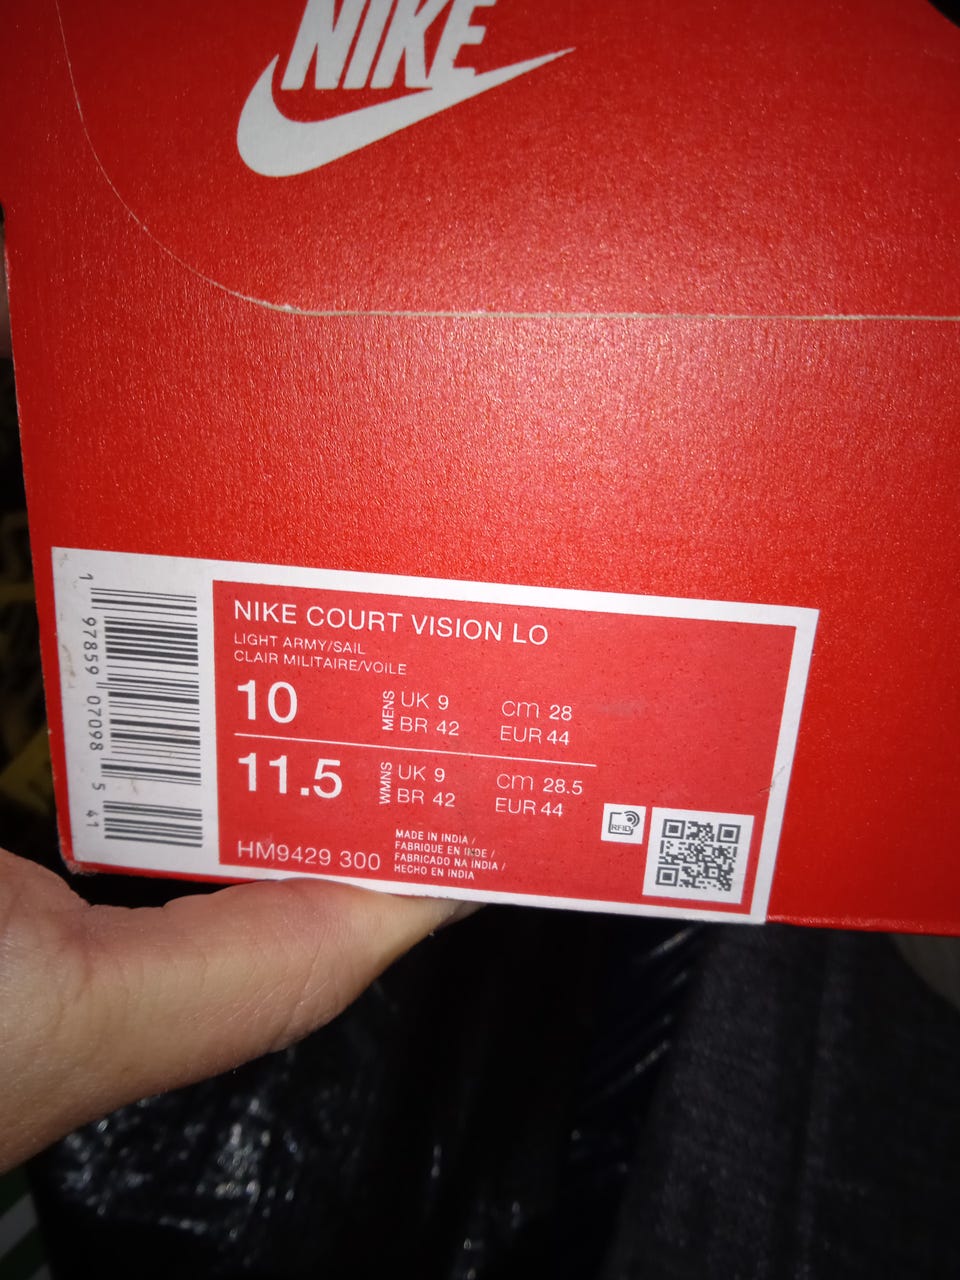 NIKE
NIKE COURT VISION LO
LIGHT ARMY/SAIL
CLAIR MILITAIRE/VOILE
10 MENS UK 9 cm 28
BR 42 EUR 44
11.5 WMNS UK 9 cm 28.5
BR 42 EUR 44
HM9429 300
MADE IN INDIA /
FABRIQUE EN INDE /
FABRICADO NA INDIA /
HECHO EN INDIA
RFID
1 97859 07098 5 41